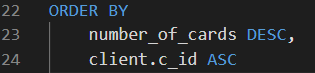 22 ORDER BY
23     number_of_cards DESC,
24     client.c_id ASC